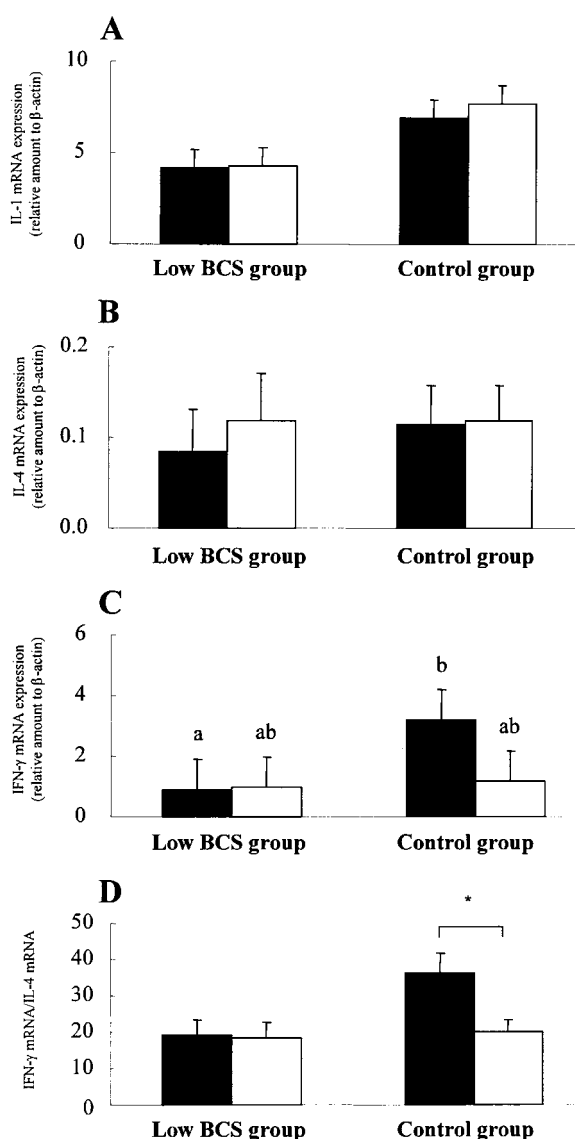 A
IL-1 mRNA expression
(relative amount to β-actin)
10
5
0
Low BCS group Control group
B
IL-4 mRNA expression
(relative amount to β-actin)
0.2
0.1
0.0
Low BCS group Control group
C
IFN-γ mRNA expression
(relative amount to β-actin)
6
4
2
0
a ab b ab
Low BCS group Control group
D
IFN-γ mRNA/IL-4 mRNA
50
40
30
20
10
0
*
Low BCS group Control group